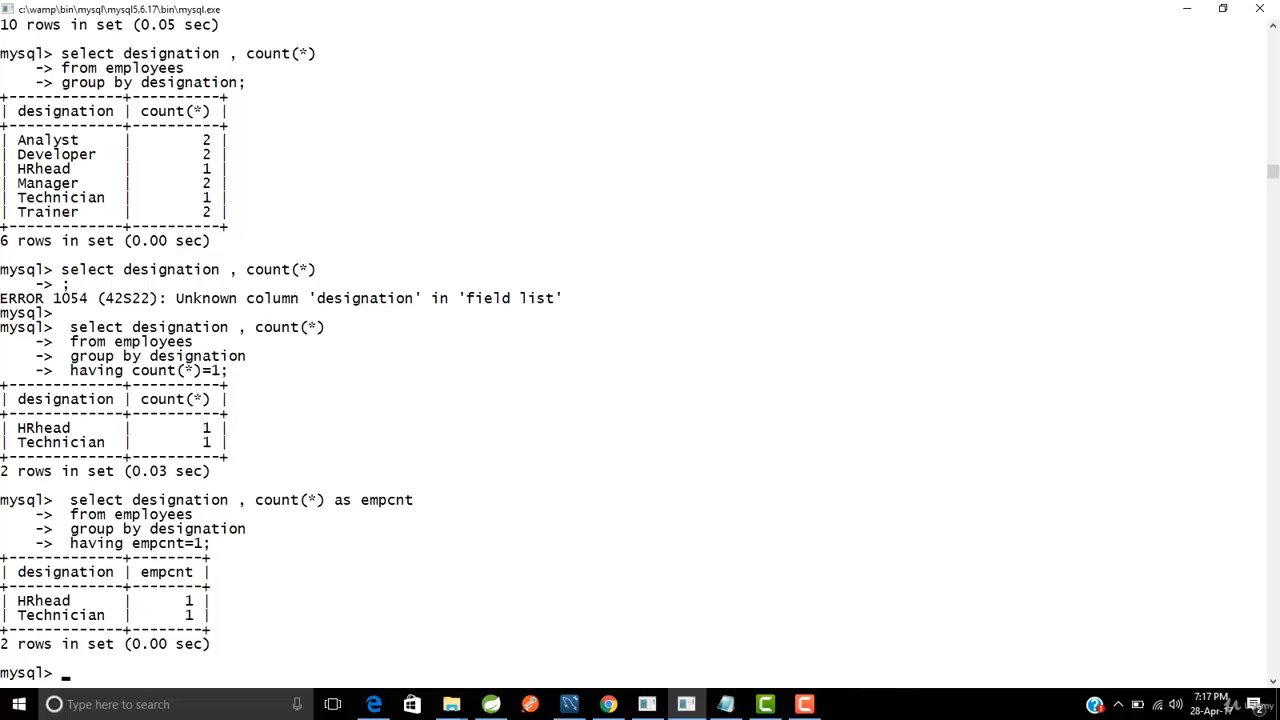 c:\wamp\bin\mysql\mysql5.6.17\bin\mysql.exe
10 rows in set (0.05 sec)
mysql> select designation , count(*)
    -> from employees
    -> group by designation;
+-------------+----------+
| designation | count(*) |
+-------------+----------+
| Analyst     |        2 |
| Developer   |        2 |
| HRhead      |        1 |
| Manager     |        2 |
| Technician  |        1 |
| Trainer     |        2 |
+-------------+----------+
6 rows in set (0.00 sec)
mysql> select designation , count(*)
    -> ;
ERROR 1054 (42S22): Unknown column 'designation' in 'field list'
mysql>
mysql>  select designation , count(*)
    ->  from employees
    ->  group by designation
    ->  having count(*)=1;
+-------------+----------+
| designation | count(*) |
+-------------+----------+
| HRhead      |        1 |
| Technician  |        1 |
+-------------+----------+
2 rows in set (0.03 sec)
mysql>  select designation , count(*) as empcnt
    ->  from employees
    ->  group by designation
    ->  having empcnt=1;
+-------------+--------+
| designation | empcnt |
+-------------+--------+
| HRhead      |      1 |
| Technician  |      1 |
+-------------+--------+
2 rows in set (0.00 sec)
mysql> _
Type here to search
7:17 PM
28-Apr-